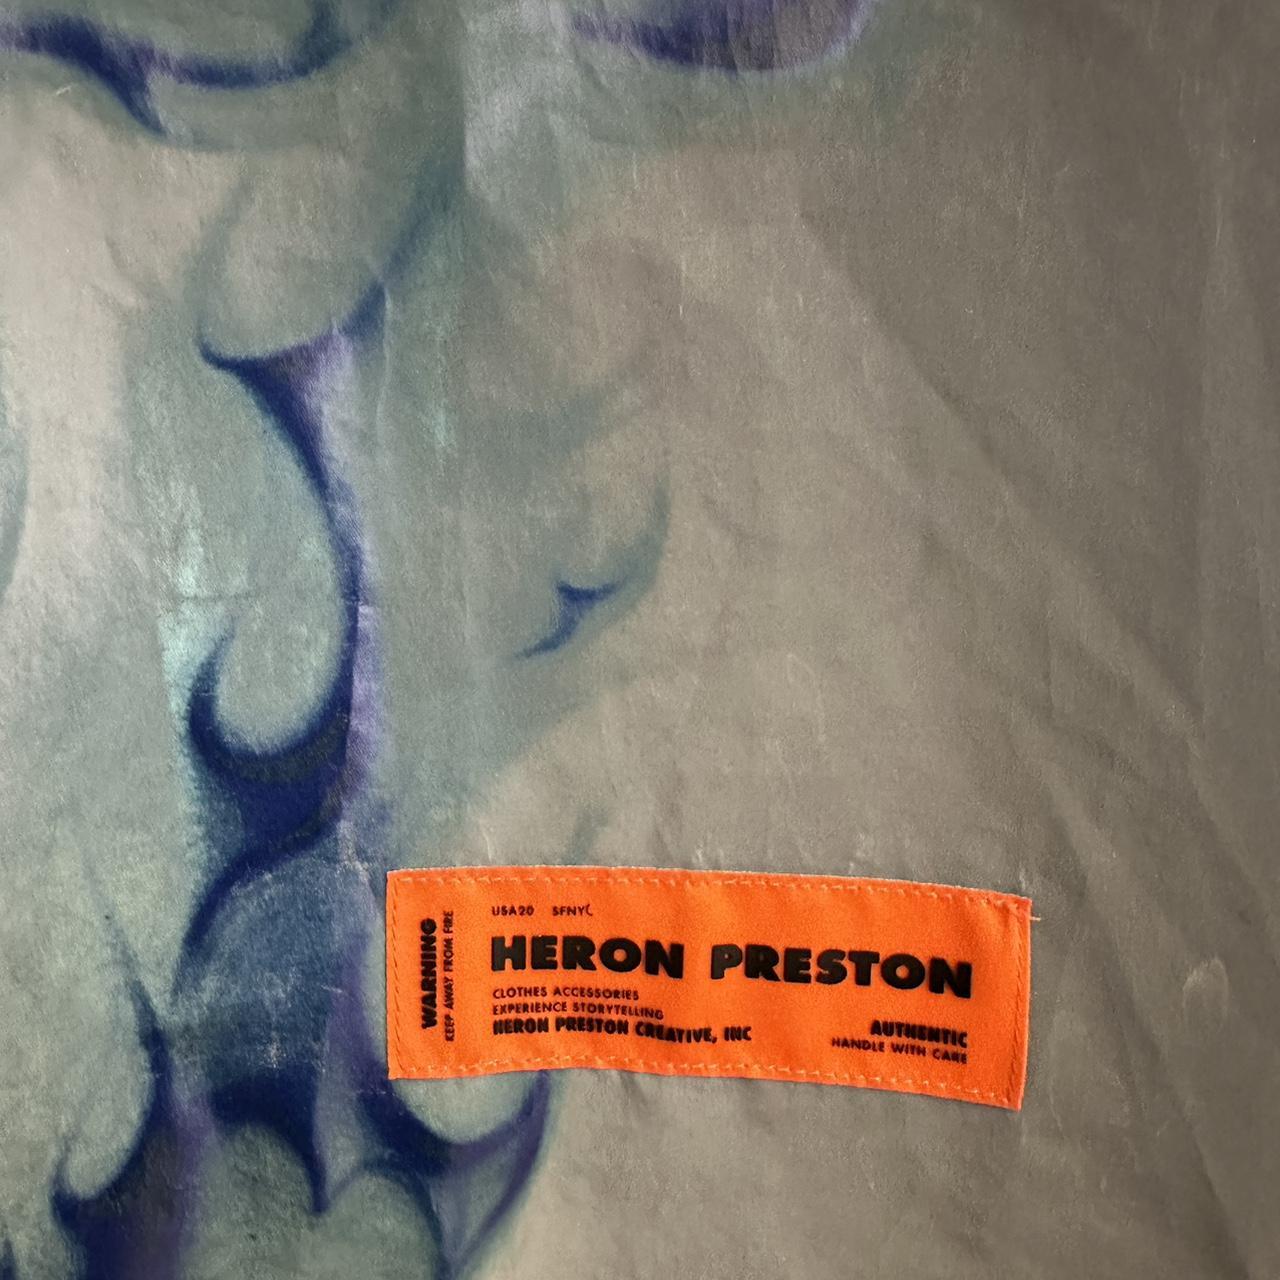 WARNING
KEEP AWAY FROM FIRE
USA20 SFNYC
HERON PRESTON
CLOTHES ACCESSORIES
EXPERIENCE STORYTELLING
HERON PRESTON CREATIVE, INC
AUTHENTIC
HANDLE WITH CARE